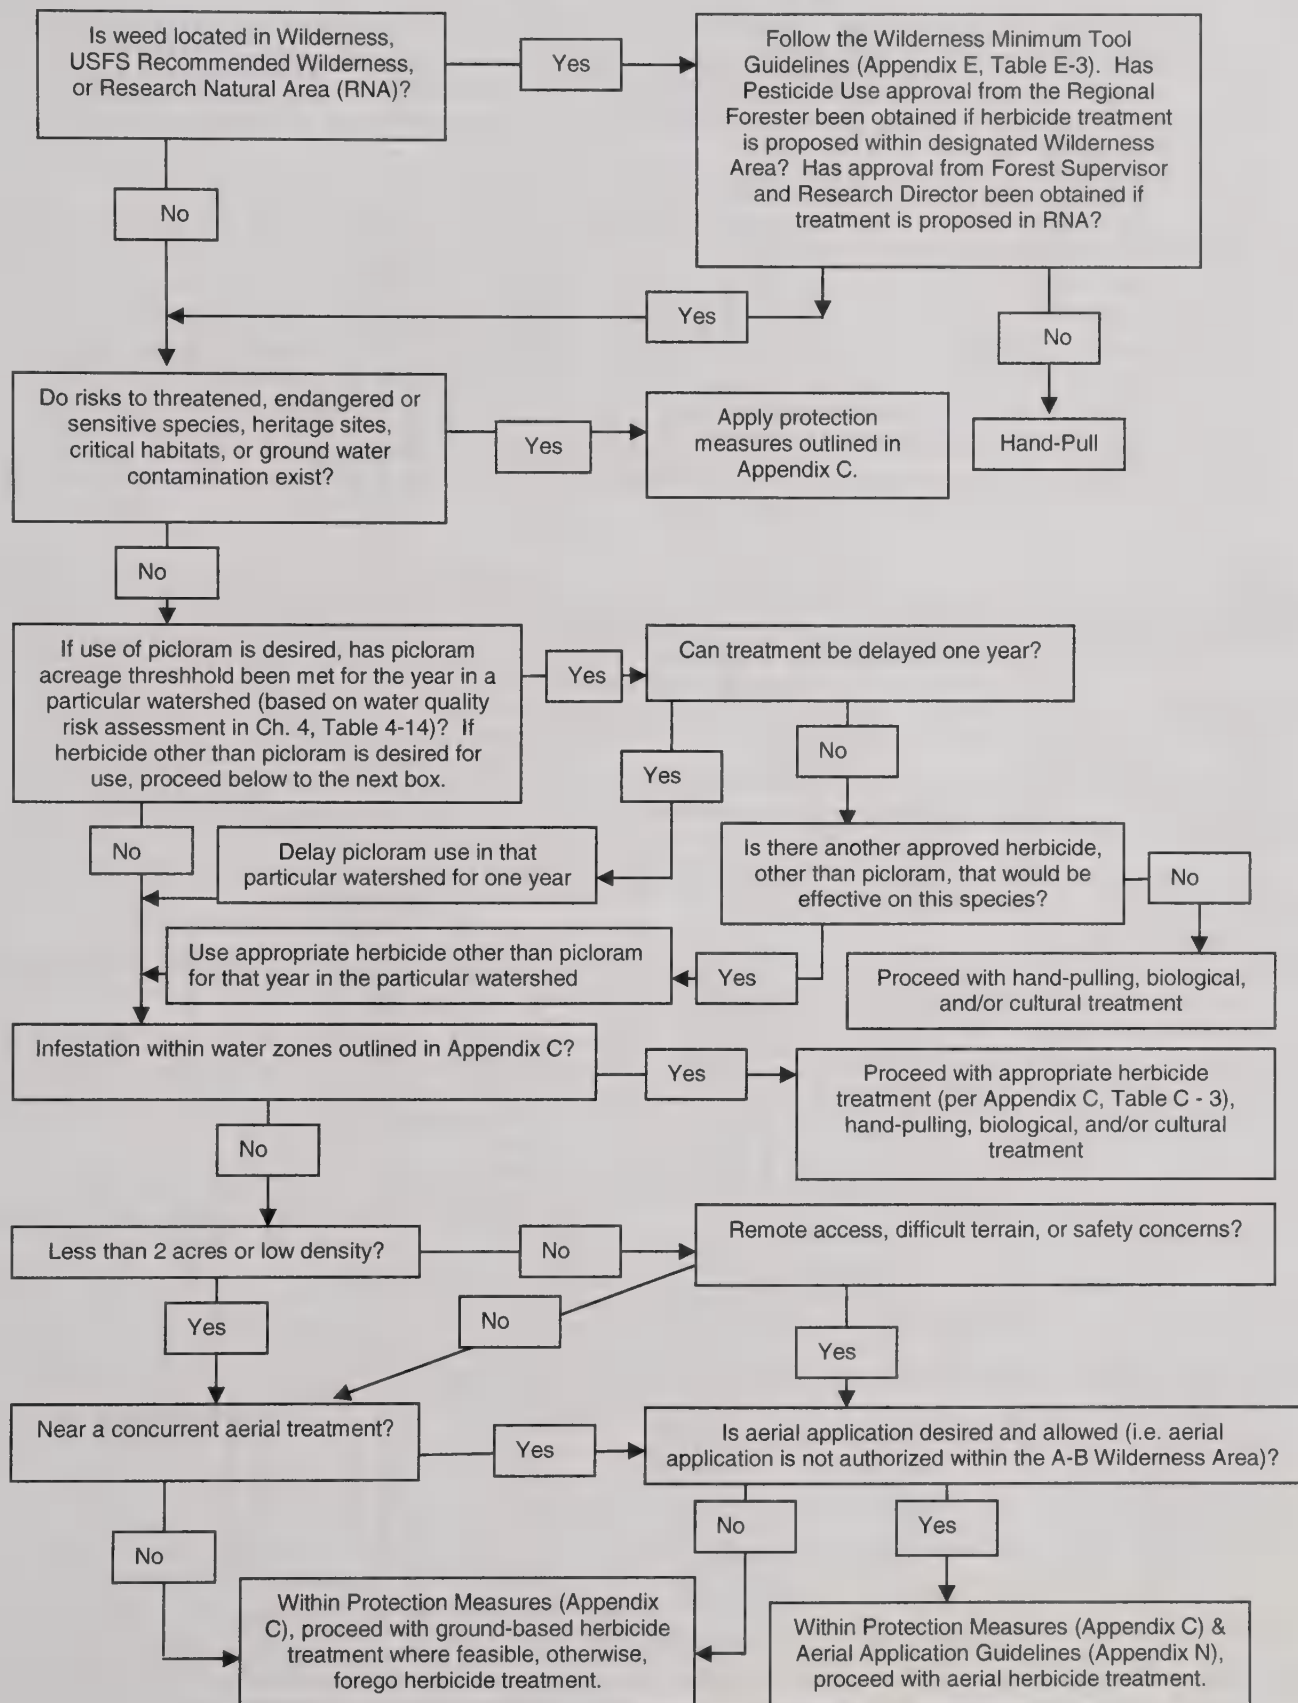 Is weed located in Wilderness,
USFS Recommended Wilderness,
or Research Natural Area (RNA)?
Yes
Follow the Wilderness Minimum Tool
Guidelines (Appendix E, Table E-3).  Has
Pesticide Use approval from the Regional
Forester been obtained if herbicide treatment
is proposed within designated Wilderness
Area?  Has approval from Forest Supervisor
and Research Director been obtained if
treatment is proposed in RNA?
No
Yes
No
Do risks to threatened, endangered or
sensitive species, heritage sites,
critical habitats, or ground water
contamination exist?
Yes
Apply protection
measures outlined in
Appendix C.
Hand-Pull
No
If use of picloram is desired, has picloram
acreage threshhold been met for the year in a
particular watershed (based on water quality
risk assessment in Ch. 4, Table 4-14)?  If
herbicide other than picloram is desired for
use, proceed below to the next box.
Yes
Can treatment be delayed one year?
No
Yes
No
Delay picloram use in that
particular watershed for one year
Is there another approved herbicide,
other than picloram, that would be
effective on this species?
No
Use appropriate herbicide other than picloram
for that year in the particular watershed
Yes
Proceed with hand-pulling, biological,
and/or cultural treatment
Infestation within water zones outlined in Appendix C?
Yes
Proceed with appropriate herbicide
treatment (per Appendix C, Table C - 3),
hand-pulling, biological, and/or cultural
treatment
No
Less than 2 acres or low density?
No
Remote access, difficult terrain, or safety concerns?
Yes
No
Yes
Near a concurrent aerial treatment?
Yes
Is aerial application desired and allowed (i.e. aerial
application is not authorized within the A-B Wilderness Area)?
No
No
Yes
Within Protection Measures (Appendix
C), proceed with ground-based herbicide
treatment where feasible, otherwise,
forego herbicide treatment.
Within Protection Measures (Appendix C) &
Aerial Application Guidelines (Appendix N),
proceed with aerial herbicide treatment.